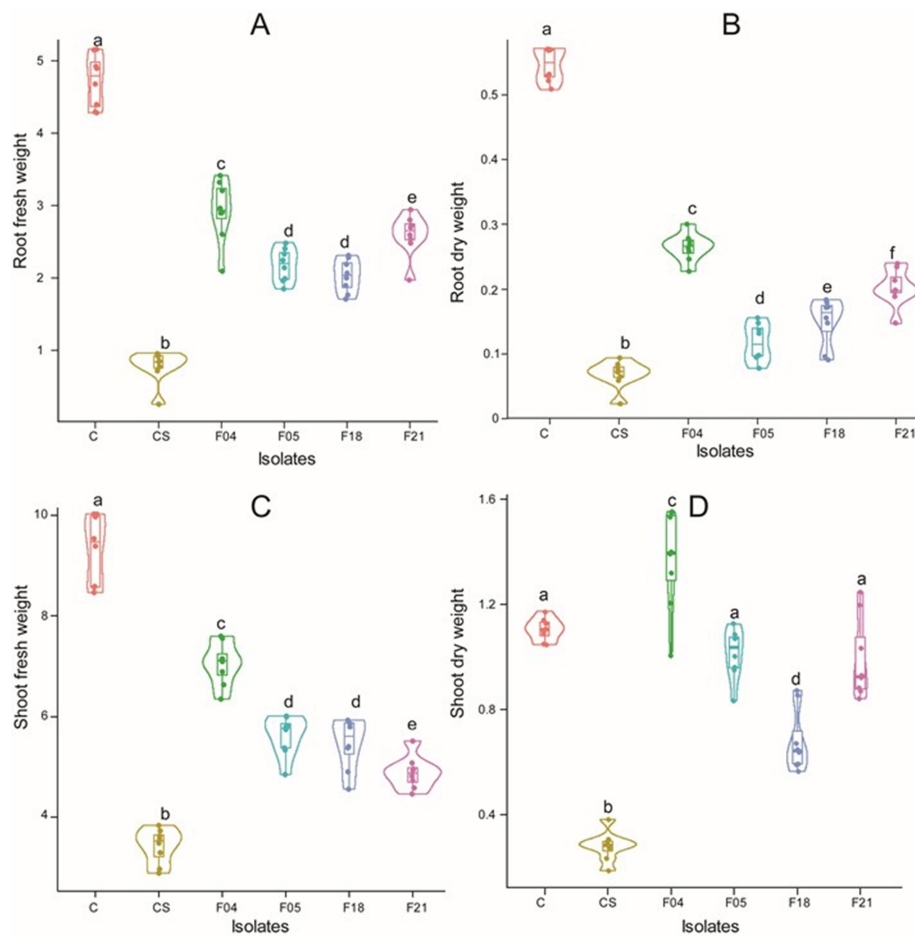 A
a
5
4
c
3
e
d
d
2
b
1
Root fresh weight
C CS F04 F05 F18 F21
Isolates
B
a
0.5
0.4
0.3
c
f
e
0.2
d
b
0.1
0
Root dry weight
C CS F04 F05 F18 F21
Isolates
C
a
10
8
c
d
d
e
6
4
b
Shoot fresh weight
C CS F04 F05 F18 F21
Isolates
D
1.6
c
a
a
a
1.2
0.8
d
b
0.4
Shoot dry weight
C CS F04 F05 F18 F21
Isolates